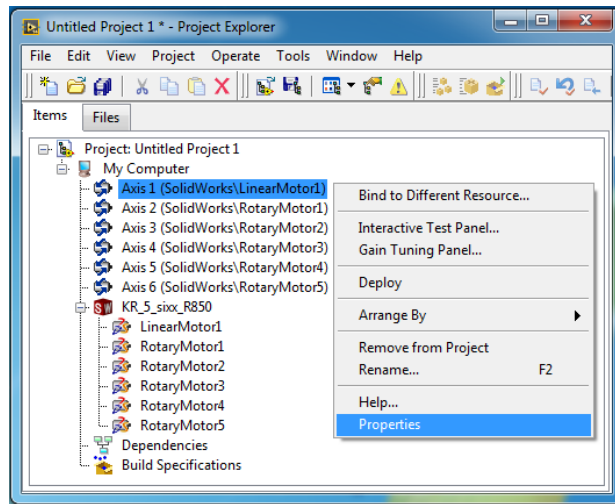 Untitled Project 1 * - Project Explorer
File Edit View Project Operate Tools Window Help
Items Files
Project: Untitled Project 1
My Computer
Axis 1 (SolidWorks\LinearMotor1)
Axis 2 (SolidWorks\RotaryMotor1)
Axis 3 (SolidWorks\RotaryMotor2)
Axis 4 (SolidWorks\RotaryMotor3)
Axis 5 (SolidWorks\RotaryMotor4)
Axis 6 (SolidWorks\RotaryMotor5)
KR_5_sixx_R850
LinearMotor1
RotaryMotor1
RotaryMotor2
RotaryMotor3
RotaryMotor4
RotaryMotor5
Dependencies
Build Specifications
Bind to Different Resource...
Interactive Test Panel...
Gain Tuning Panel...
Deploy
Arrange By
Remove from Project
Rename... F2
Help...
Properties